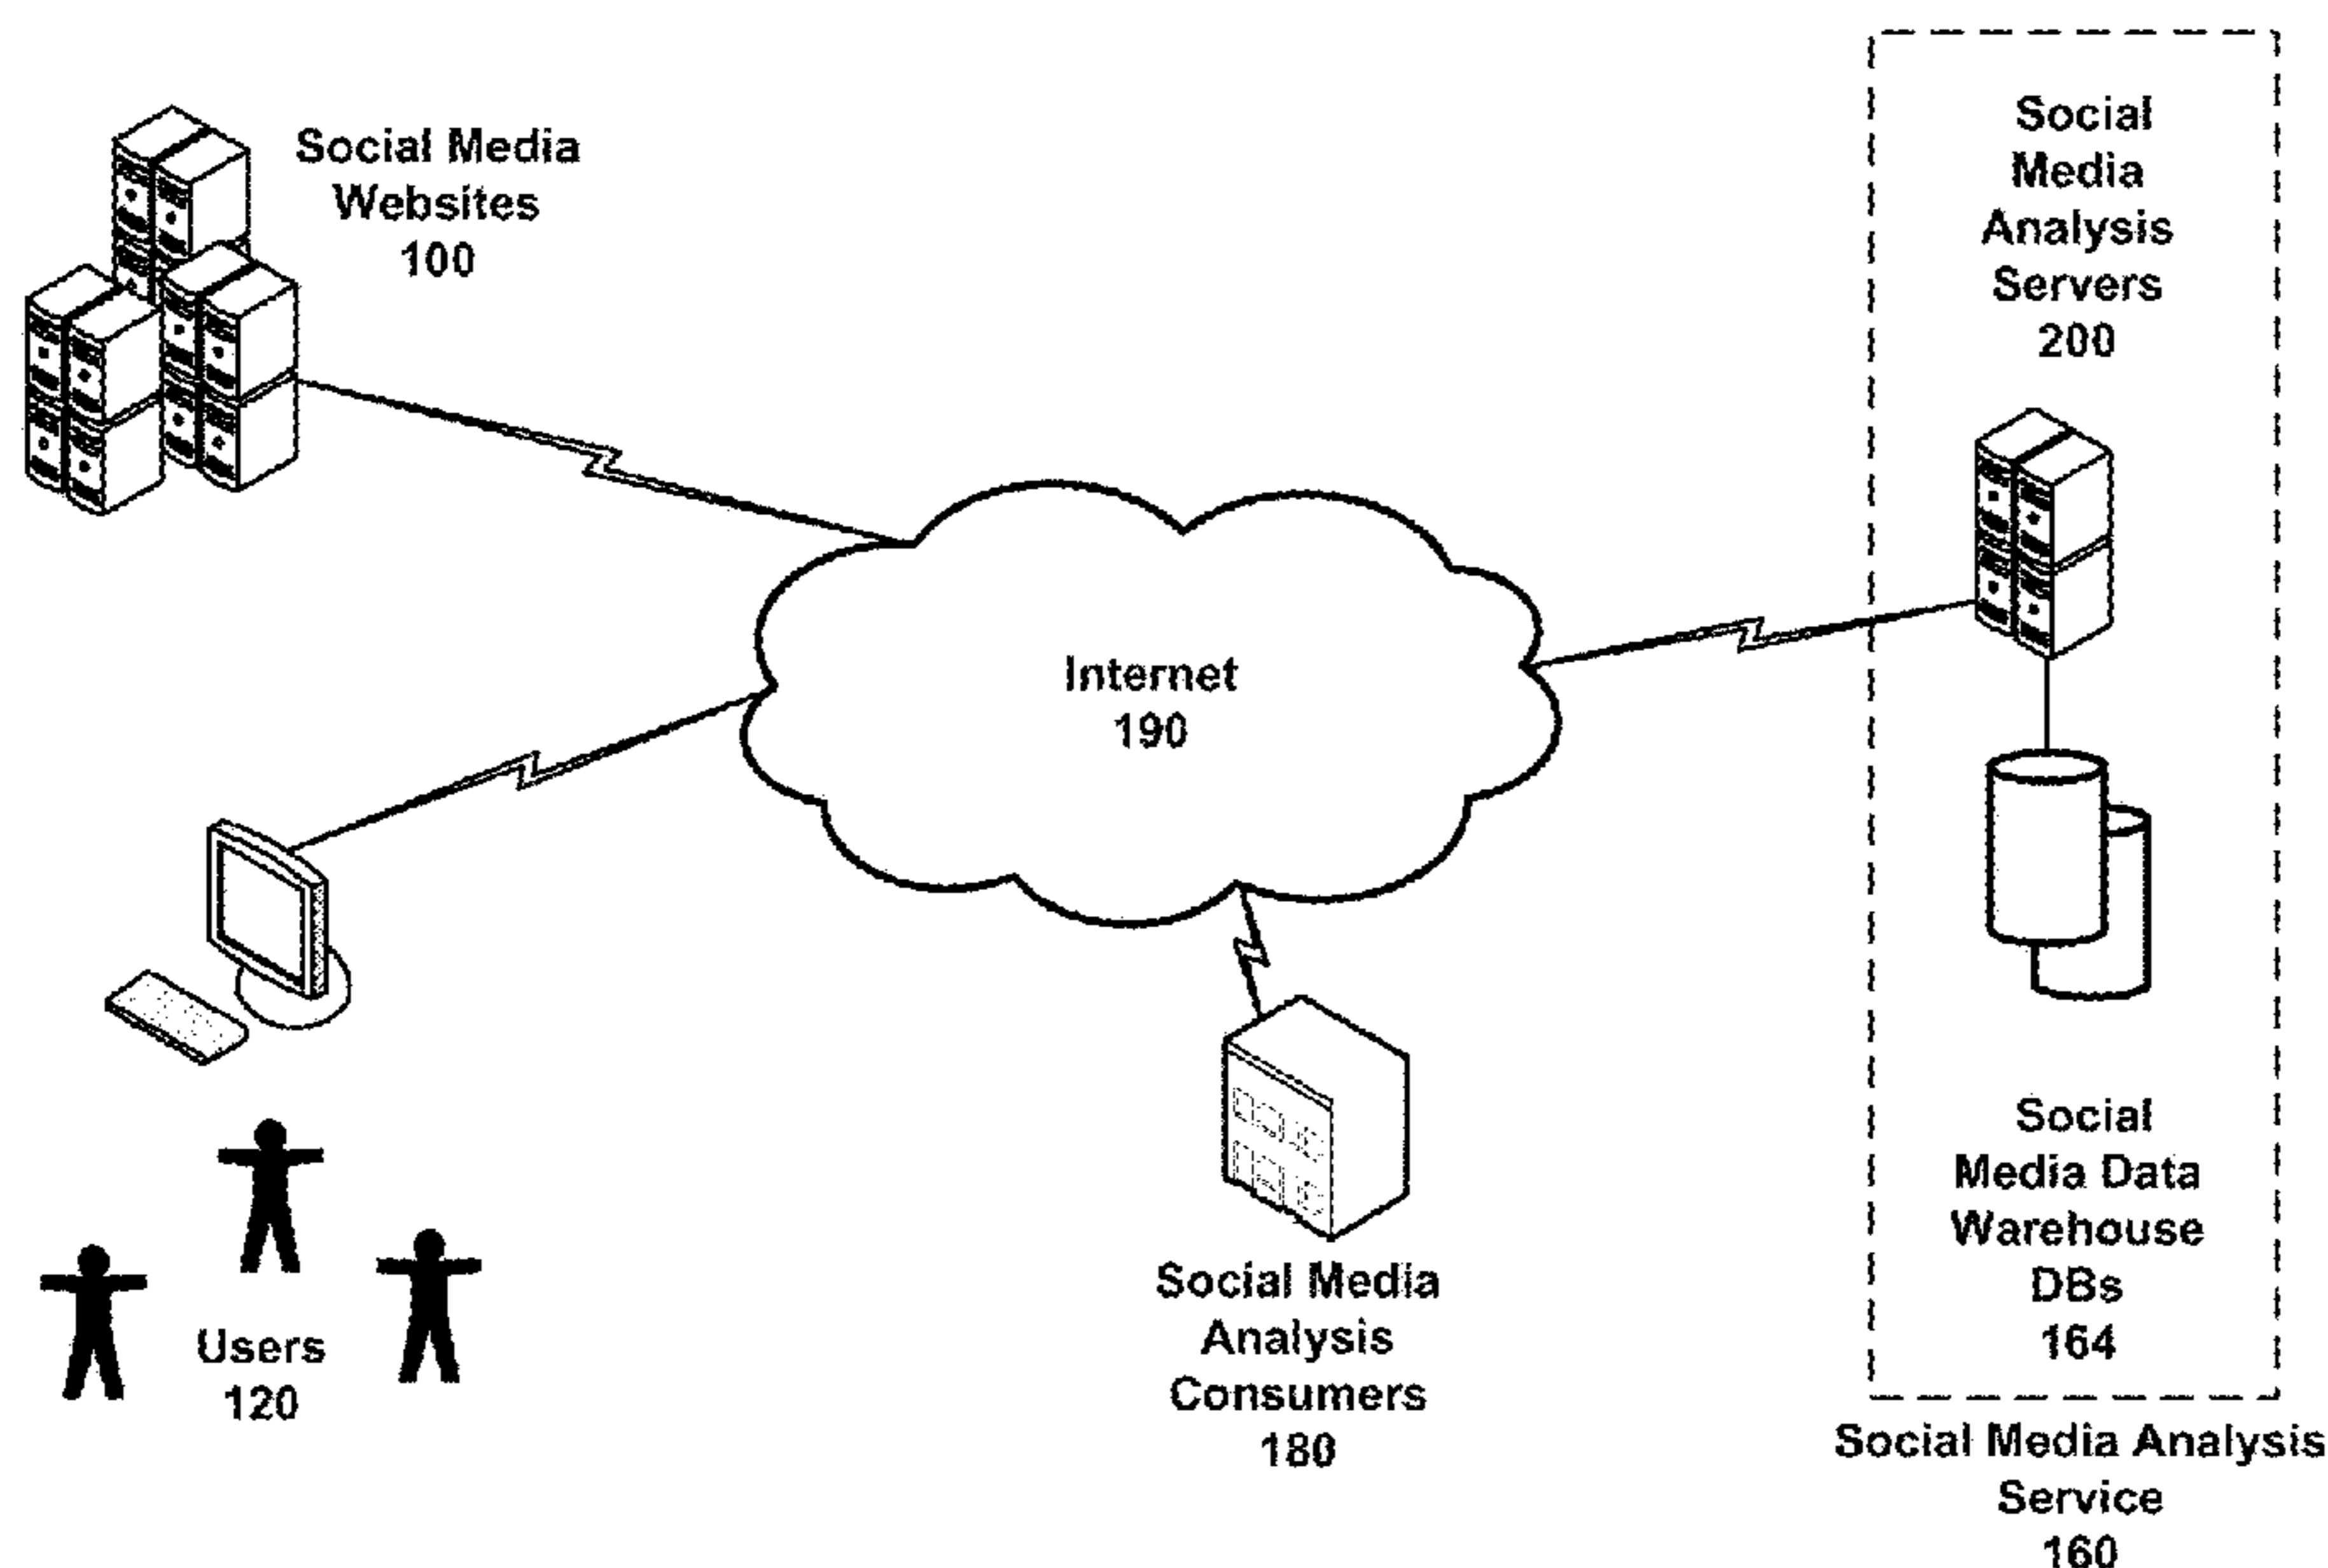 Social Media
Websites
100
Social
Media
Analysis
Servers
200
Internet
190
Users
120
Social Media
Analysis
Consumers
180
Social
Media Data
Warehouse
DBs
164
Social Media Analysis
Service
160